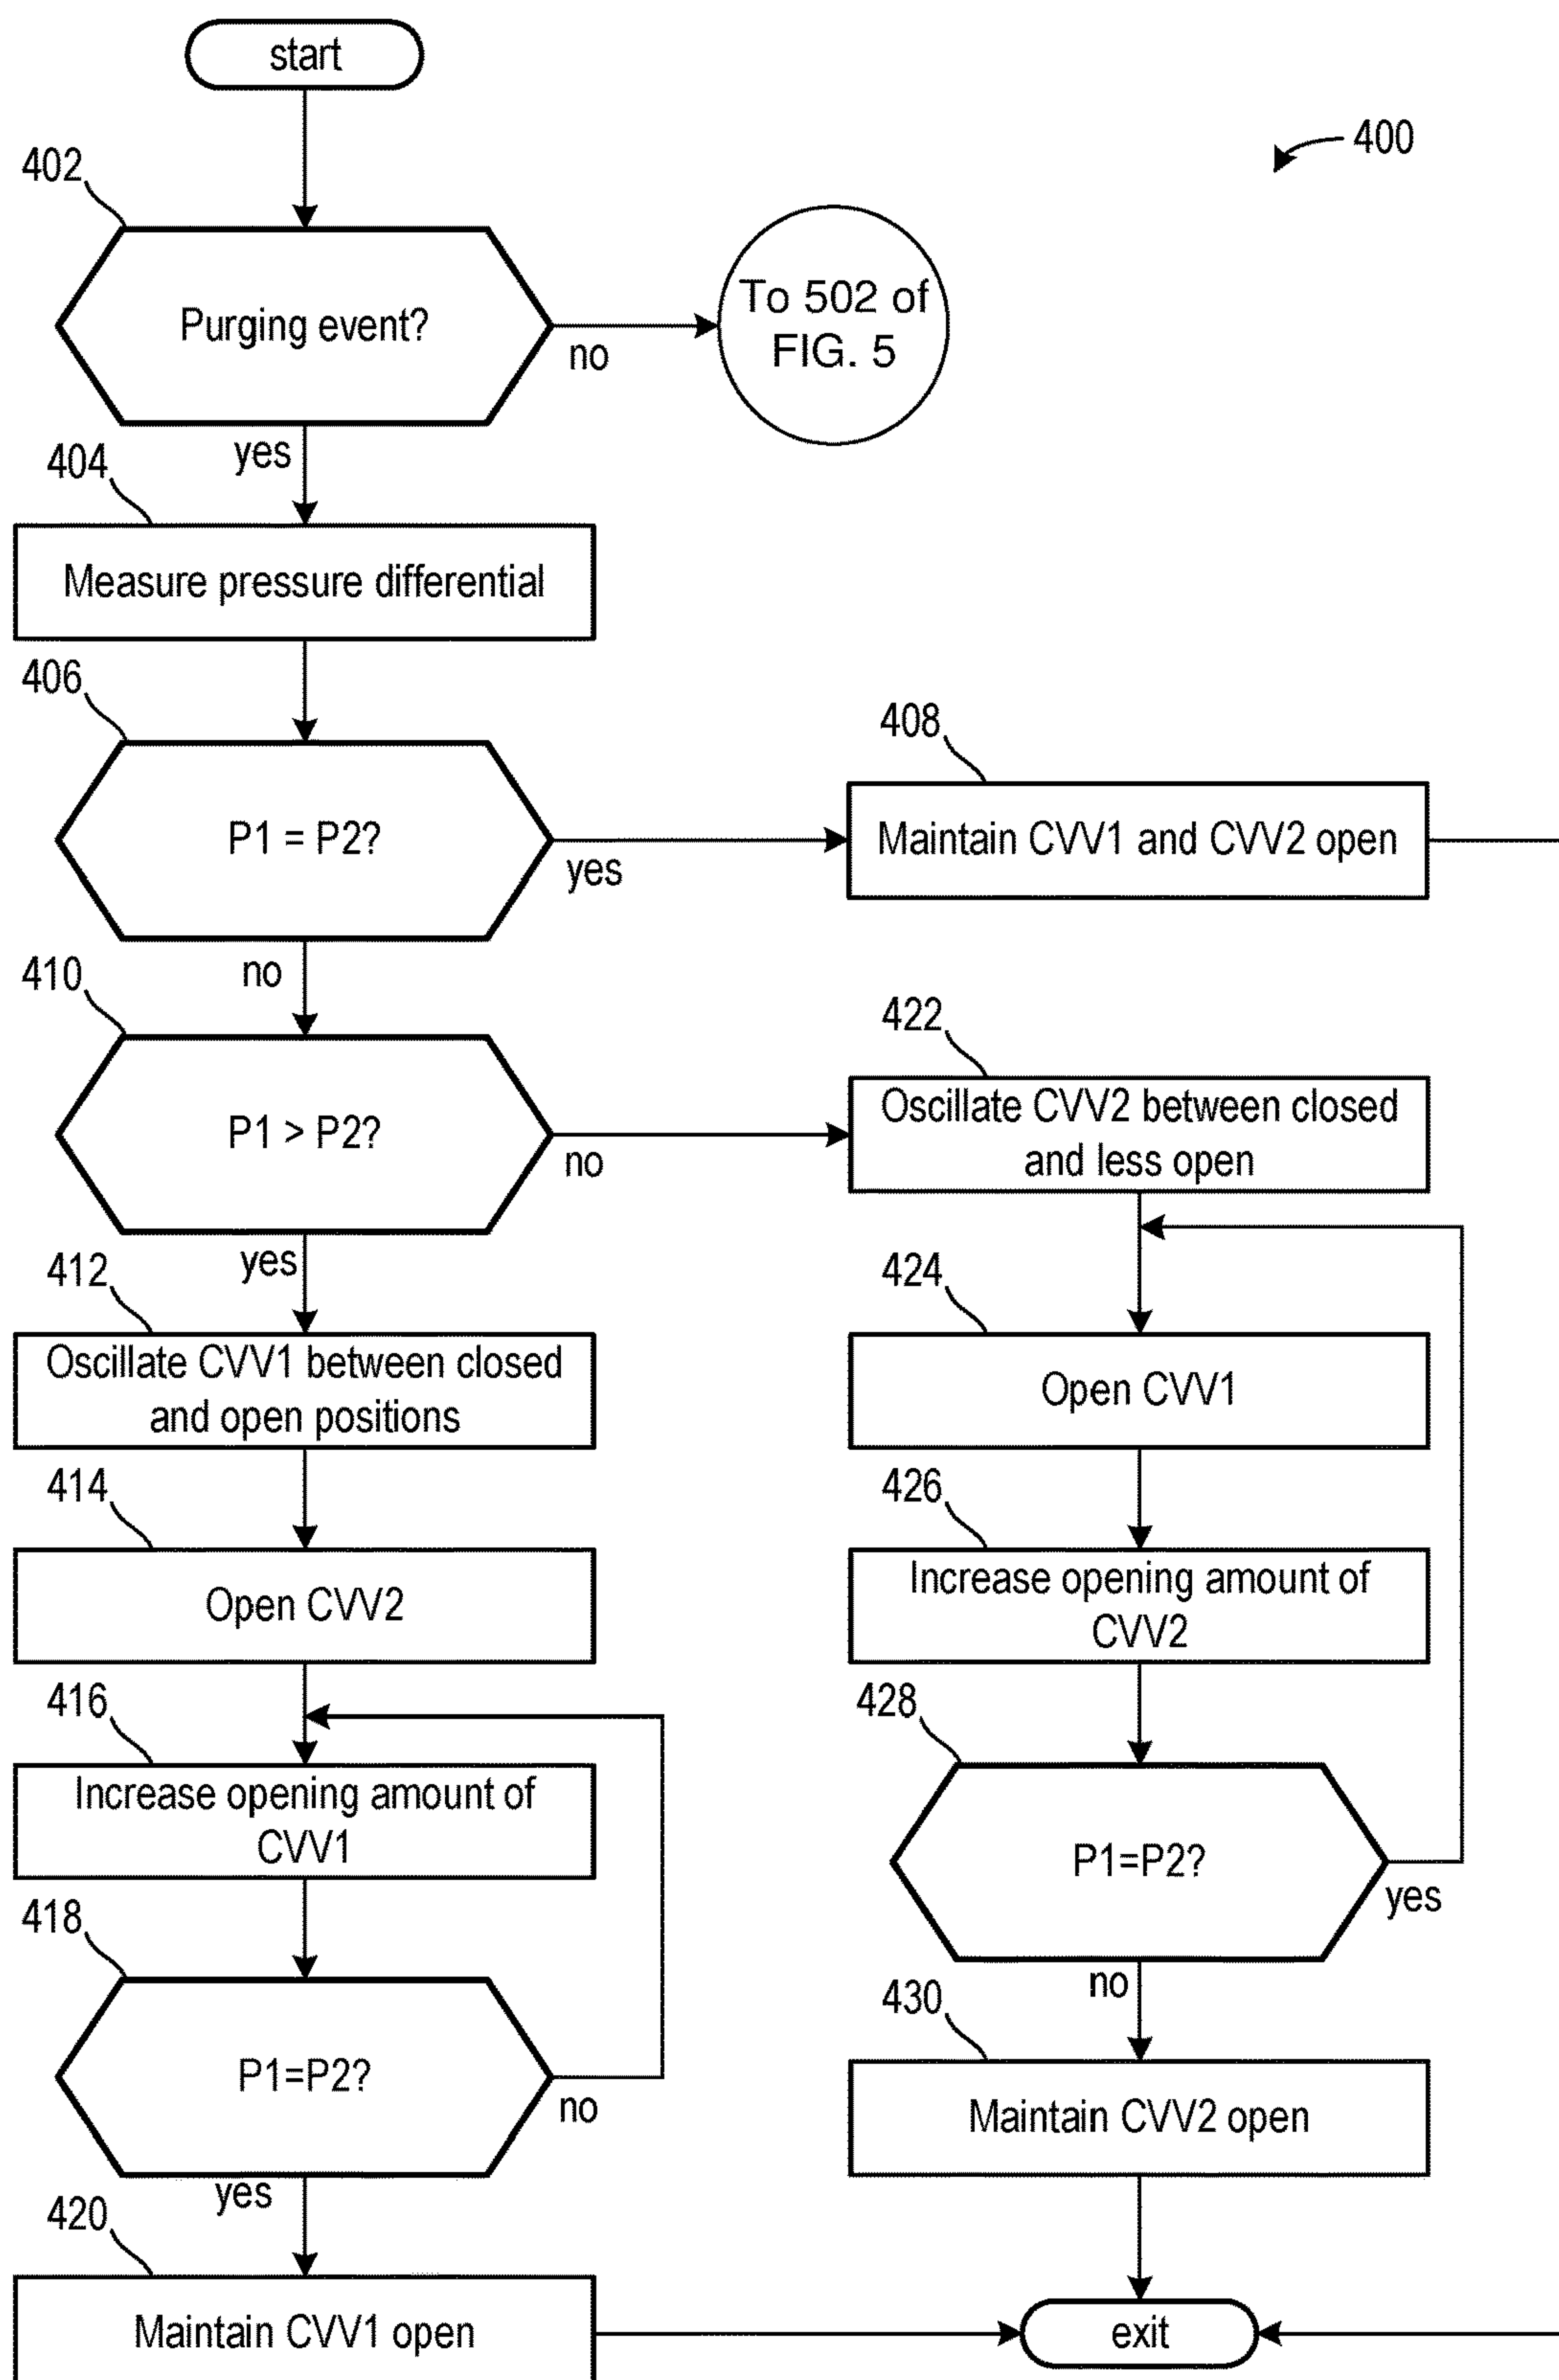 start
400
402
Purging event?
no
To 502 of
FIG. 5
yes
404
Measure pressure differential
406
P1 = P2?
yes
408
Maintain CVV1 and CVV2 open
no
410
P1 > P2?
no
422
Oscillate CVV2 between closed
and less open
yes
412
Oscillate CVV1 between closed
and open positions
424
Open CVV1
414
Open CVV2
426
Increase opening amount of
CVV2
416
Increase opening amount of
CVV1
428
P1=P2?
yes
418
P1=P2?
no
no
430
Maintain CVV2 open
yes
420
Maintain CVV1 open
exit